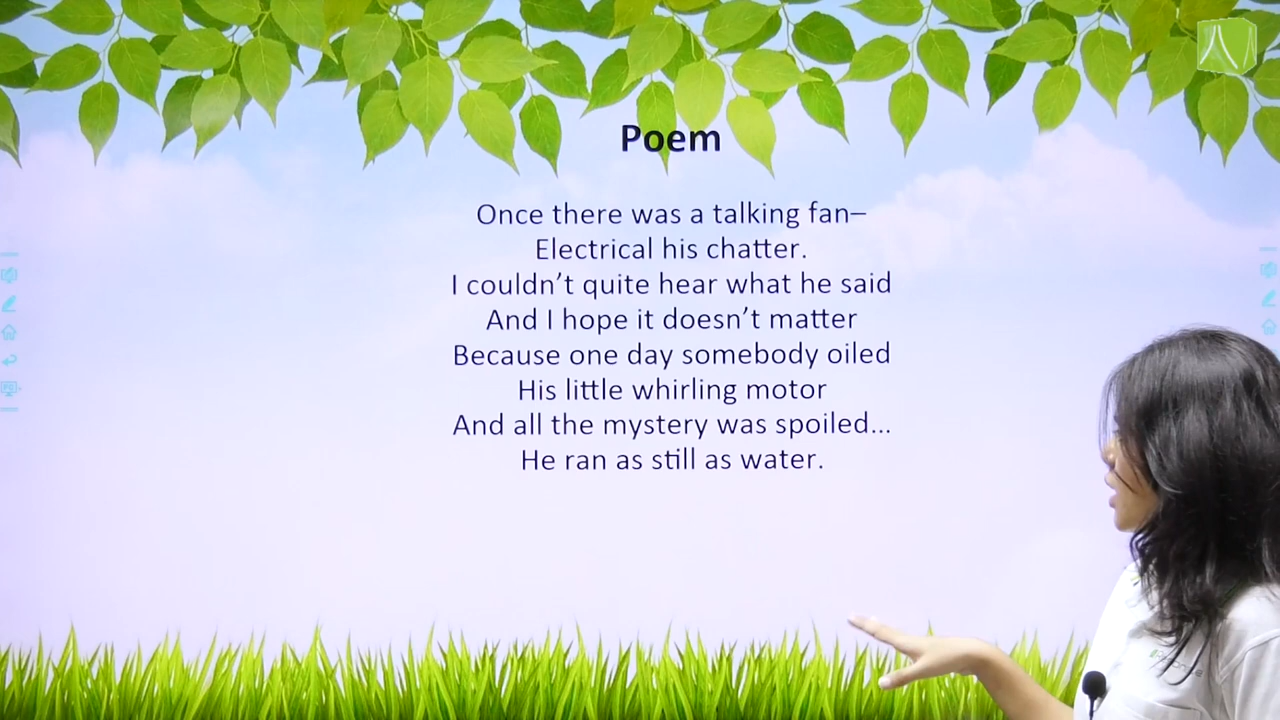 Poem
Once there was a talking fan–
Electrical his chatter.
I couldn’t quite hear what he said
And I hope it doesn’t matter
Because one day somebody oiled
His little whirling motor
And all the mystery was spoiled...
He ran as still as water.